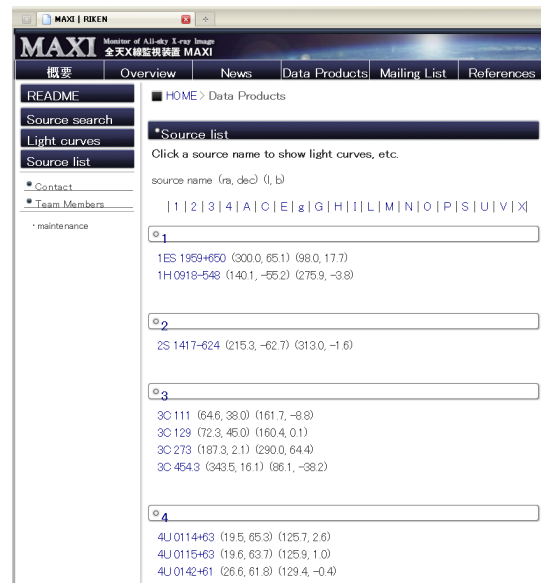 MAXI | RIKEN
MAXI Monitor of All-sky X-ray Image
全天X線監視装置 MAXI
概要 Overview News Data Products Mailing List References
README
Source search
Light curves
Source list
Contact
Team Members
・maintenance
HOME > Data Products
Source list
Click a source name to show light curves, etc.
source name (ra, dec) (l, b)
| 1 | 2 | 3 | 4 | A | C | E | g | G | H | I | L | M | N | O | P | S | U | V | X |
1
1ES 1959+650 (300.0, 65.1) (98.0, 17.7)
1H 0918-548 (140.1, -55.2) (275.9, -3.8)
2
2S 1417-624 (215.3, -62.7) (313.0, -1.6)
3
3C 111 (64.6, 38.0) (161.7, -8.8)
3C 129 (72.3, 45.0) (160.4, 0.1)
3C 273 (187.3, 2.1) (290.0, 64.4)
3C 454.3 (343.5, 16.1) (86.1, -38.2)
4
4U 0114+63 (19.5, 65.3) (125.7, 2.6)
4U 0115+63 (19.6, 63.7) (125.9, 1.0)
4U 0142+61 (26.6, 61.8) (129.4, -0.4)